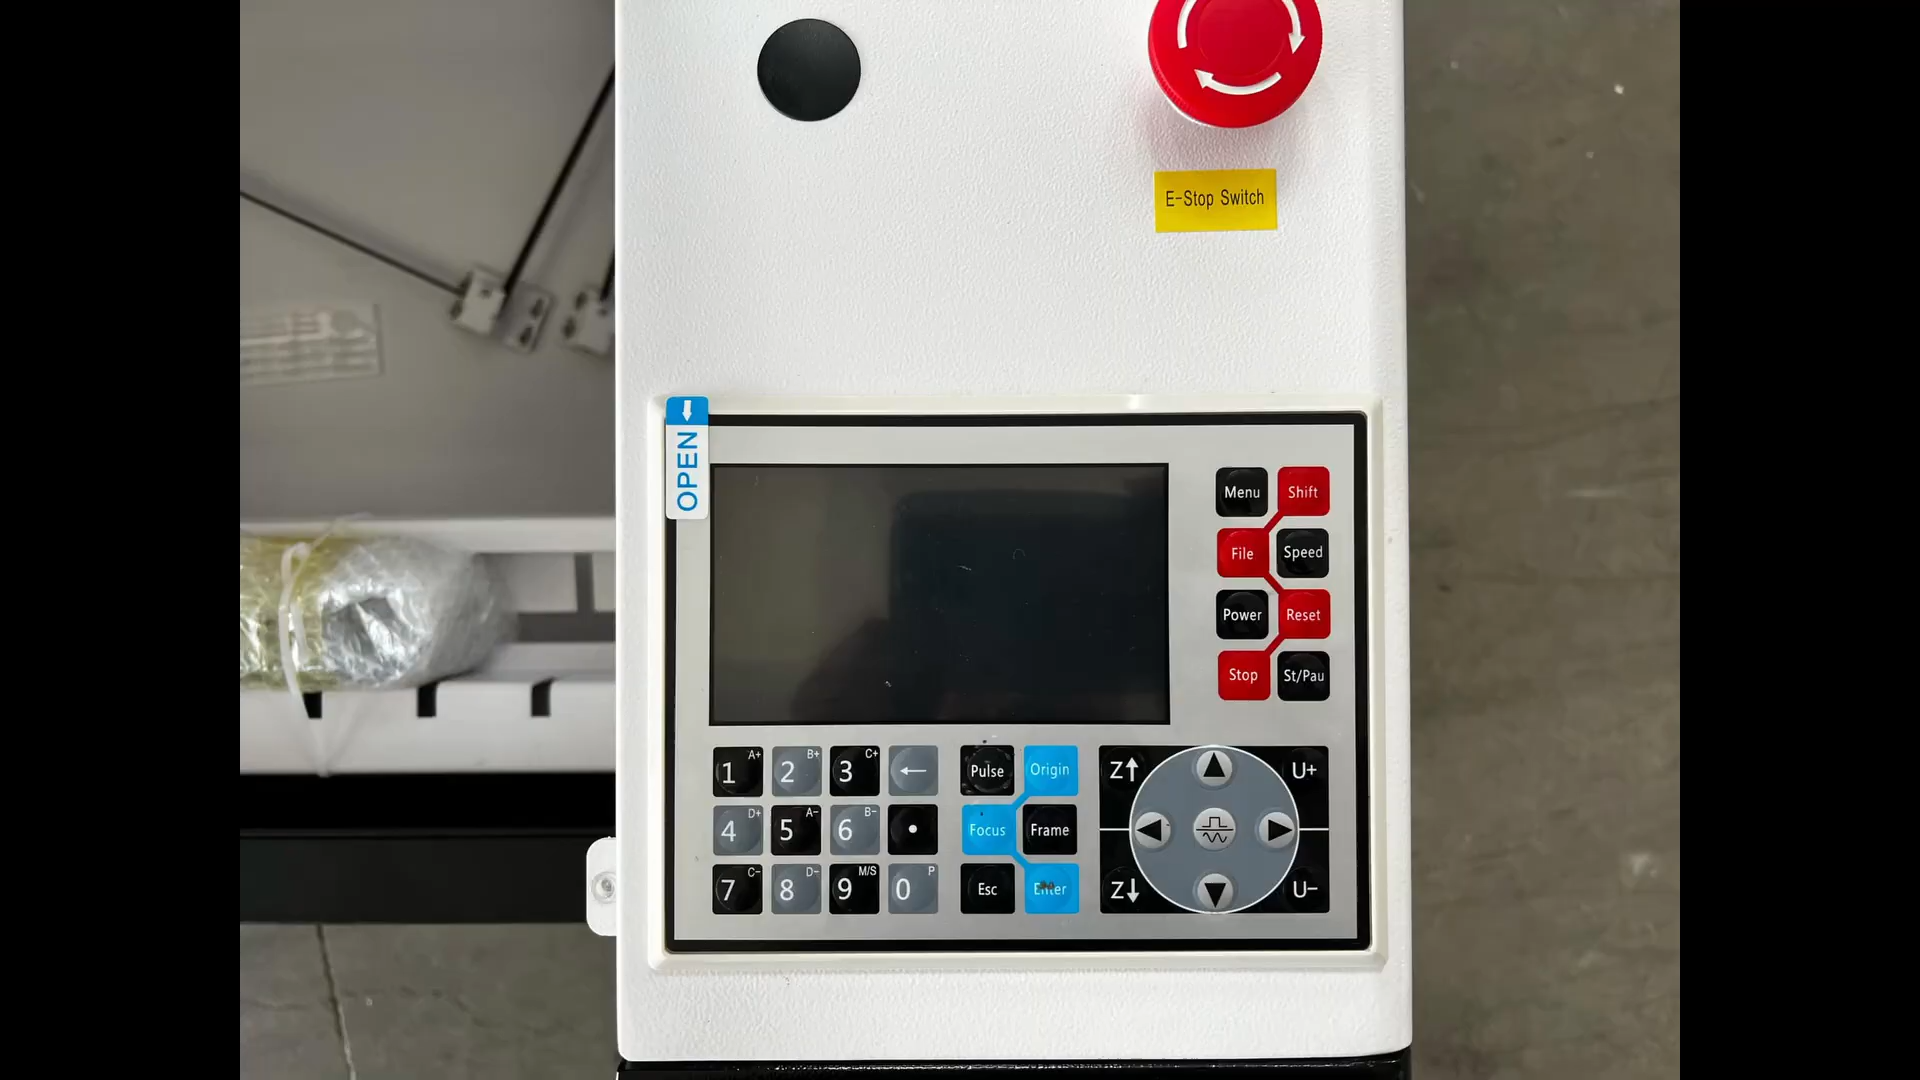 E-Stop Switch
OPEN
Menu Shift
File Speed
Power Reset
Stop St/Pau
1 A+ 2 B+ 3 C+ ← Pulse Origin Z↑ U+
4 D+ 5 A- 6 B- • Focus Frame
7 C- 8 D- 9 M/S 0 P Esc Enter Z↓ U-